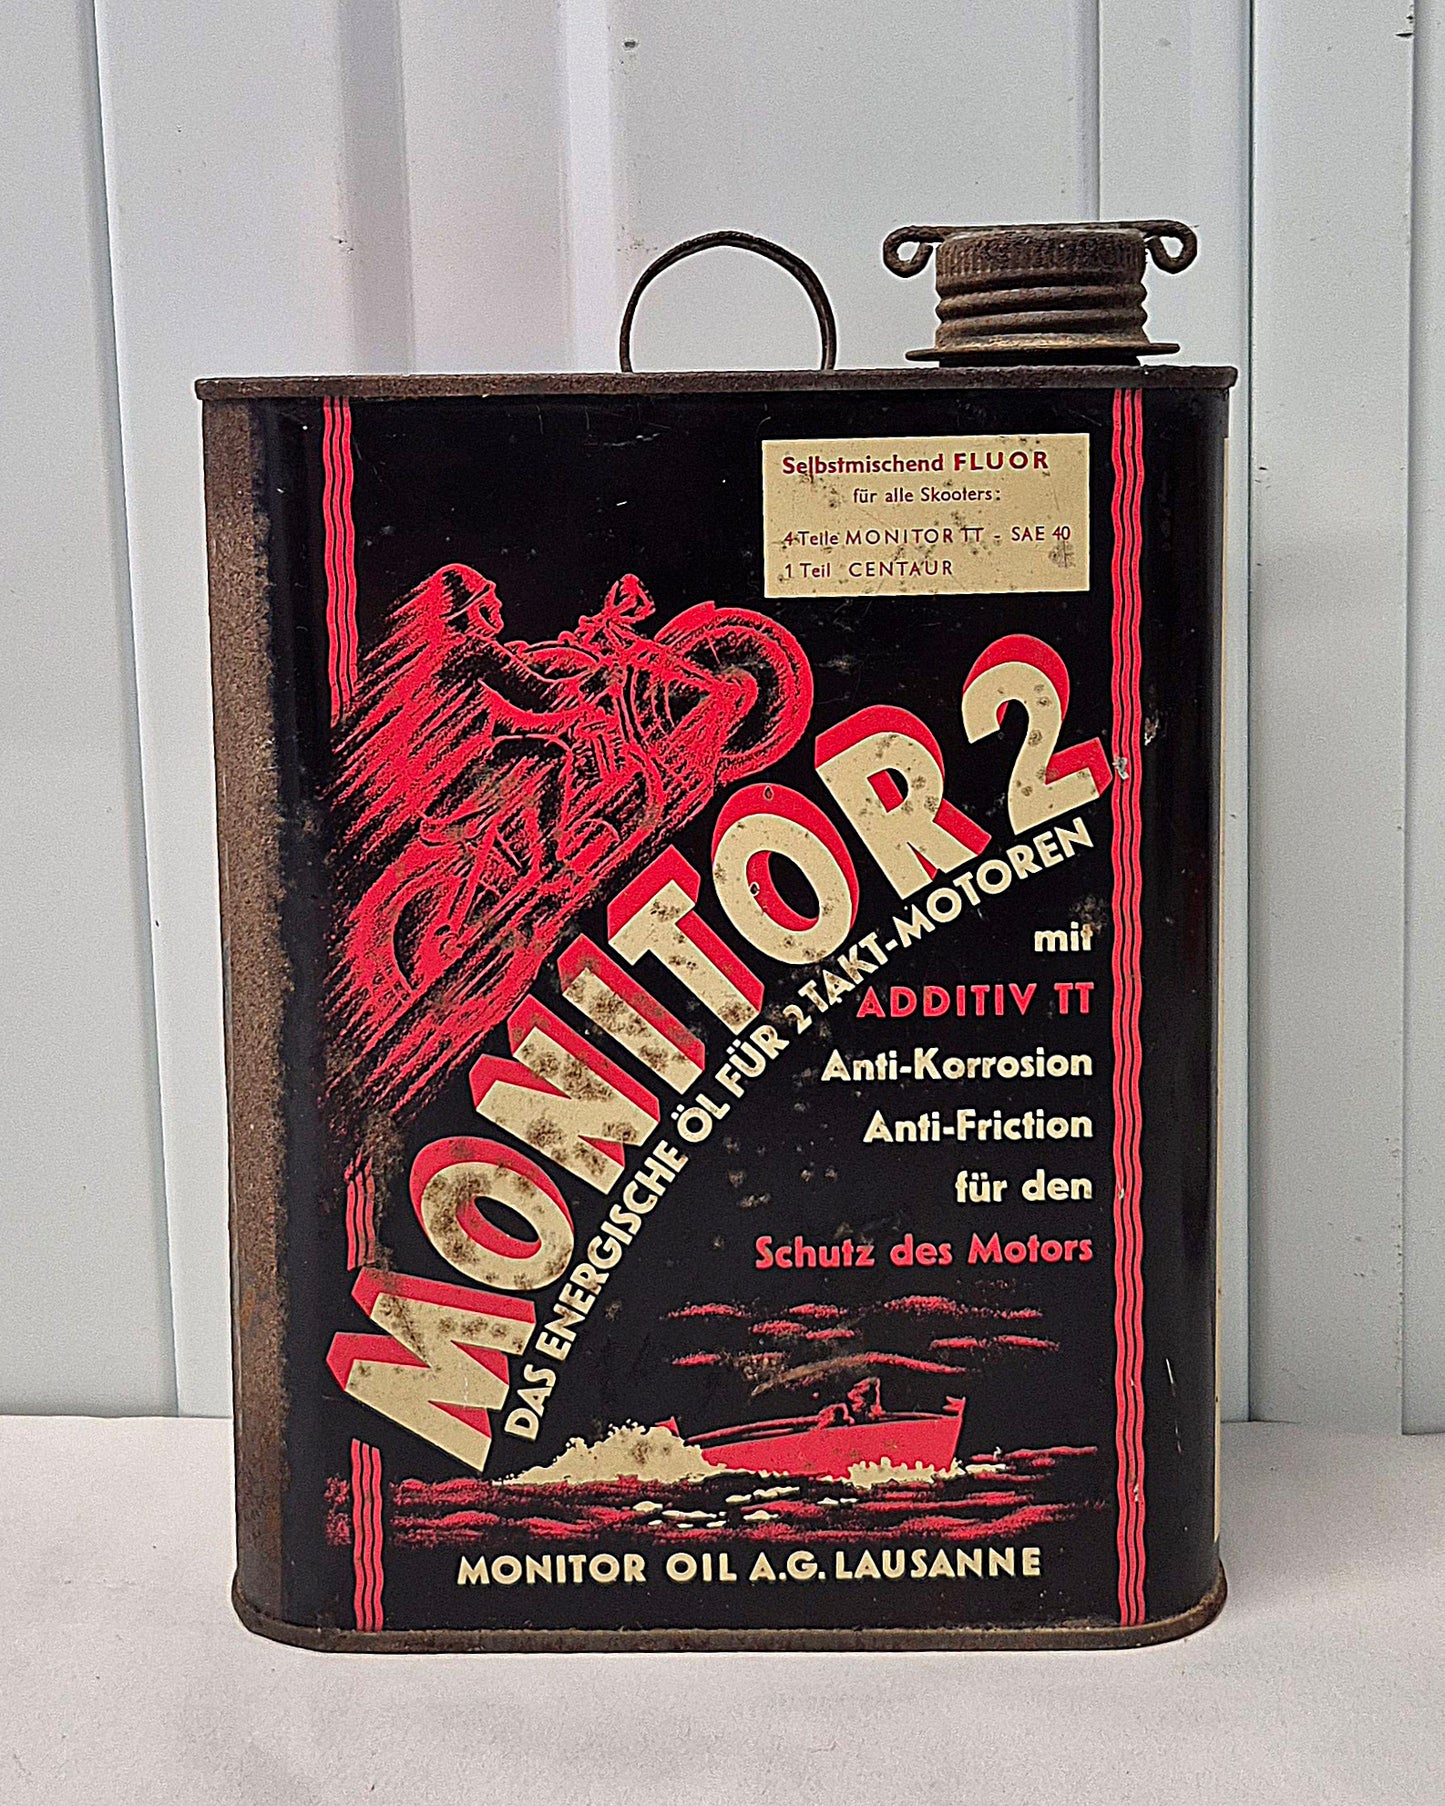 Selbstmischend FLUOR
für alle Skooters:
4 Teile MONITOR TT - SAE 40
1 Teil CENTAUR
MONITOR 2
DAS ENERGISCHE ÖL FÜR 2 TAKT-MOTOREN
mit
ADDITIV TT
Anti-Korrosion
Anti-Friction
für den
Schutz des Motors
MONITOR OIL A.G. LAUSANNE